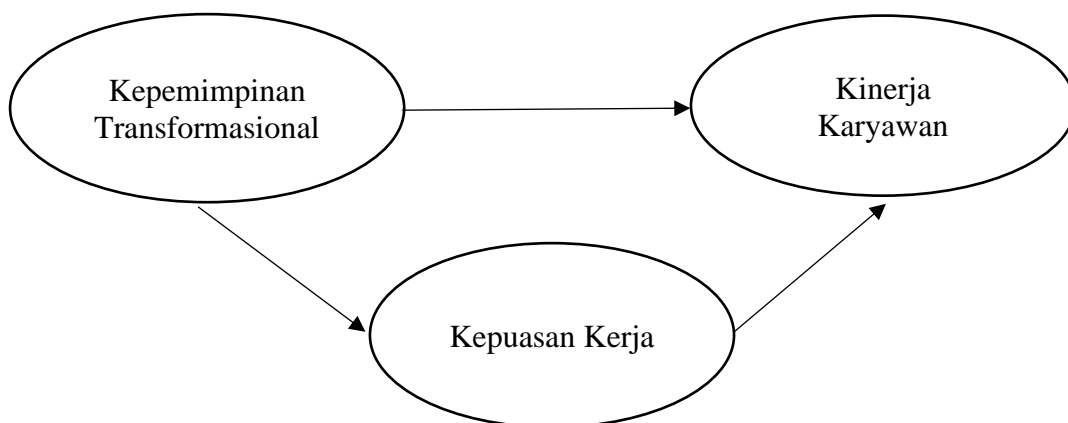 Kepemimpinan
Transformasional
Kinerja
Karyawan
Kepuasan Kerja